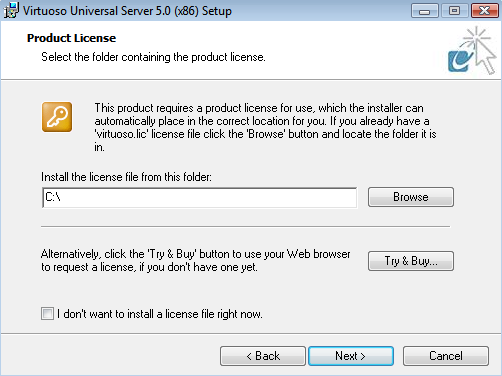 Virtuoso Universal Server 5.0 (x86) Setup
Product License
Select the folder containing the product license.
This product requires a product license for use, which the installer can
automatically place in the correct location for you. If you already have a
'virtuoso.lic' license file click the 'Browse' button and locate the folder it is
in.
Install the license file from this folder:
C:\
Browse
Alternatively, click the 'Try & Buy' button to use your Web browser
to request a license, if you don't have one yet.
Try & Buy...
I don't want to install a license file right now.
< Back
Next >
Cancel